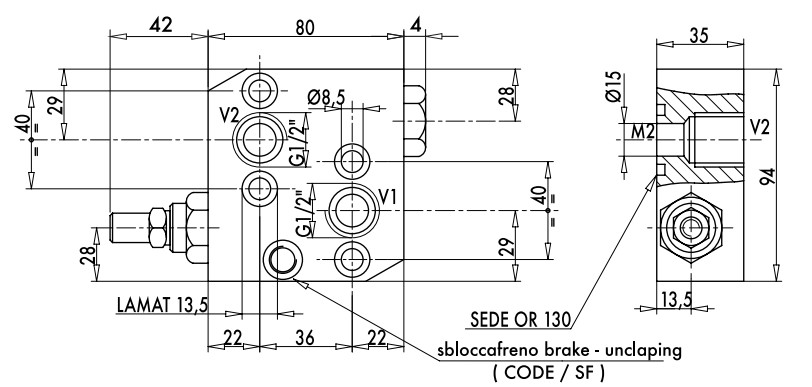 42
80
4
35
29
40
=
=
V2
Ø8,5
G1/2"
28
Ø15
M2
V2
94
V1
G1/2"
40
=
=
29
28
13,5
LAMAT 13,5
SEDE OR 130
22
36
22
sbloccafreno brake - unclaping
( CODE / SF )